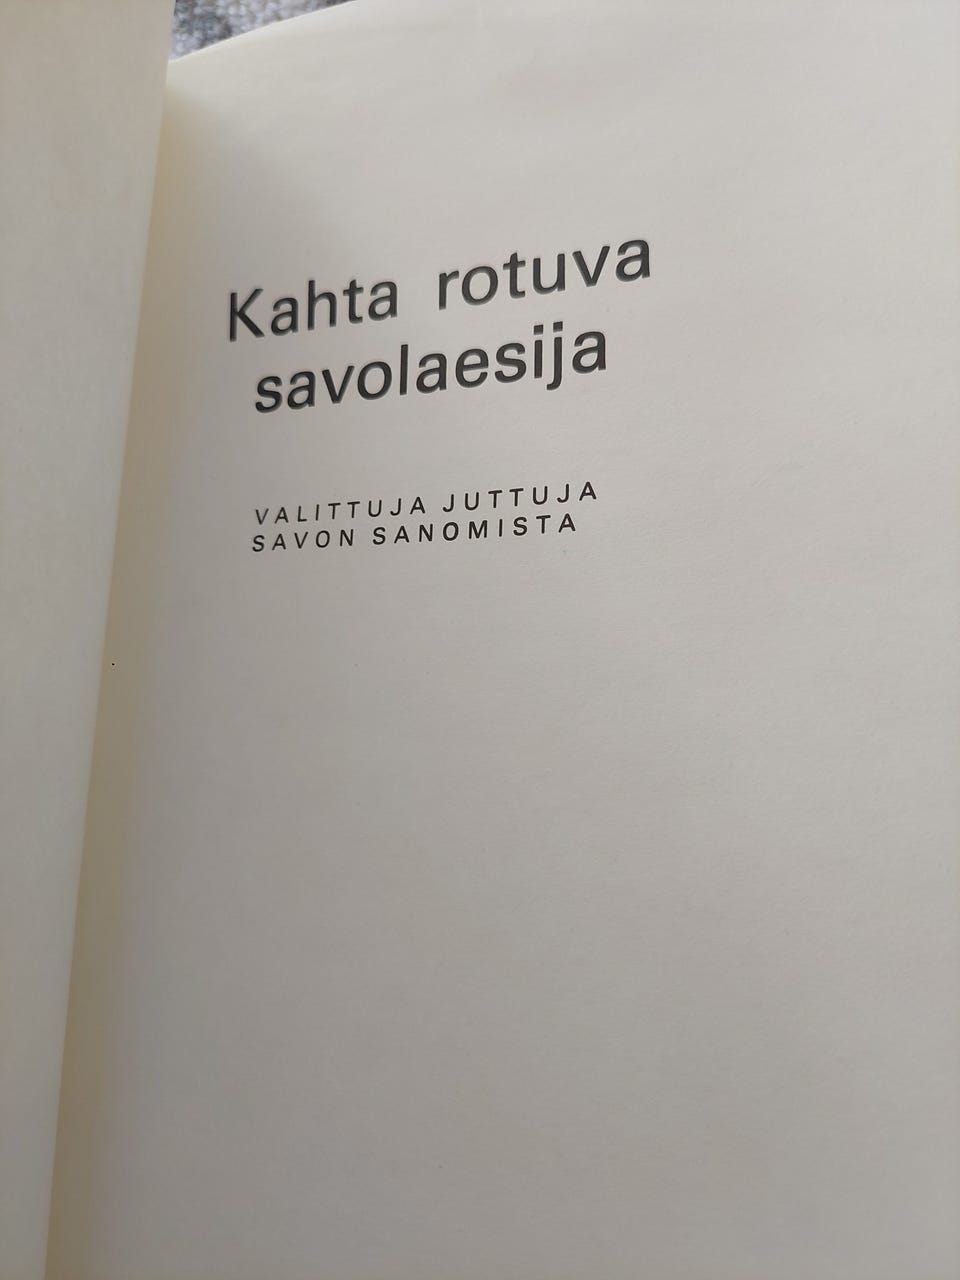 Kahta rotuva
savolaesija
VALITTUJA JUTTUJA
SAVON SANOMISTA